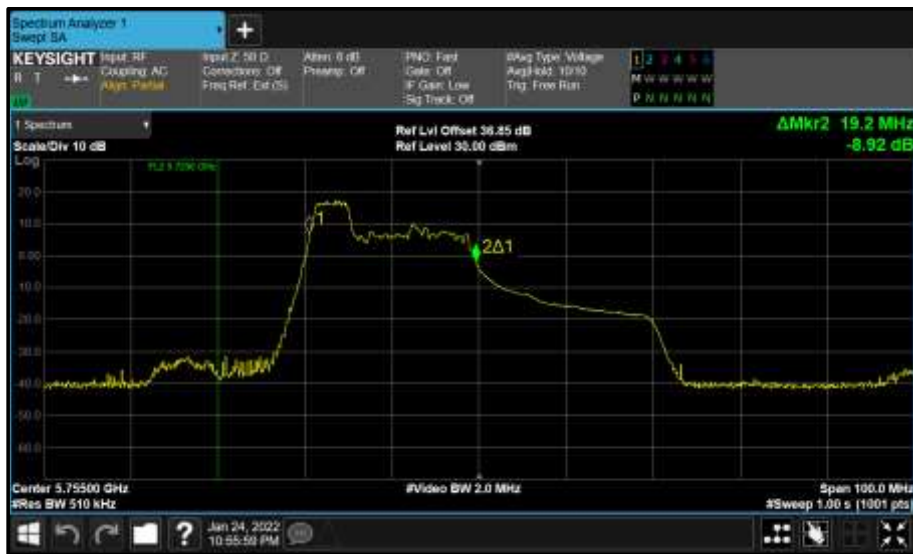 Spectrum Analyzer 1
Swept SA
+
KEYSIGHT Input: RF
R T Coupling: AC
Align: Partial
Input Z: 50 Ω
Corrections: Off
Freq Ref: Ext (S)
Atten: 6 dB
Preamp: Off
PNO: Fast
Gate: Off
IF Gain: Low
Sig Track: Off
#Avg Type: Voltage
Avg|Hold: 10/10
Trig: Free Run
1 2 3 4 5 6
M W W W W W
P N N N N N
1 Spectrum
Scale/Div 10 dB
Ref Lvl Offset 36.85 dB
Ref Level 30.00 dBm
ΔMkr2 19.2 MHz
-8.92 dB
Log
20.0
10.0
0.00
-10.0
-20.0
-30.0
-40.0
-50.0
-60.0
1
2Δ1
Center 5.75500 GHz
#Res BW 510 kHz
#Video BW 2.0 MHz
Span 100.0 MHz
#Sweep 1.00 s (1001 pts)
?
Jan 24, 2022
10:55:59 PM